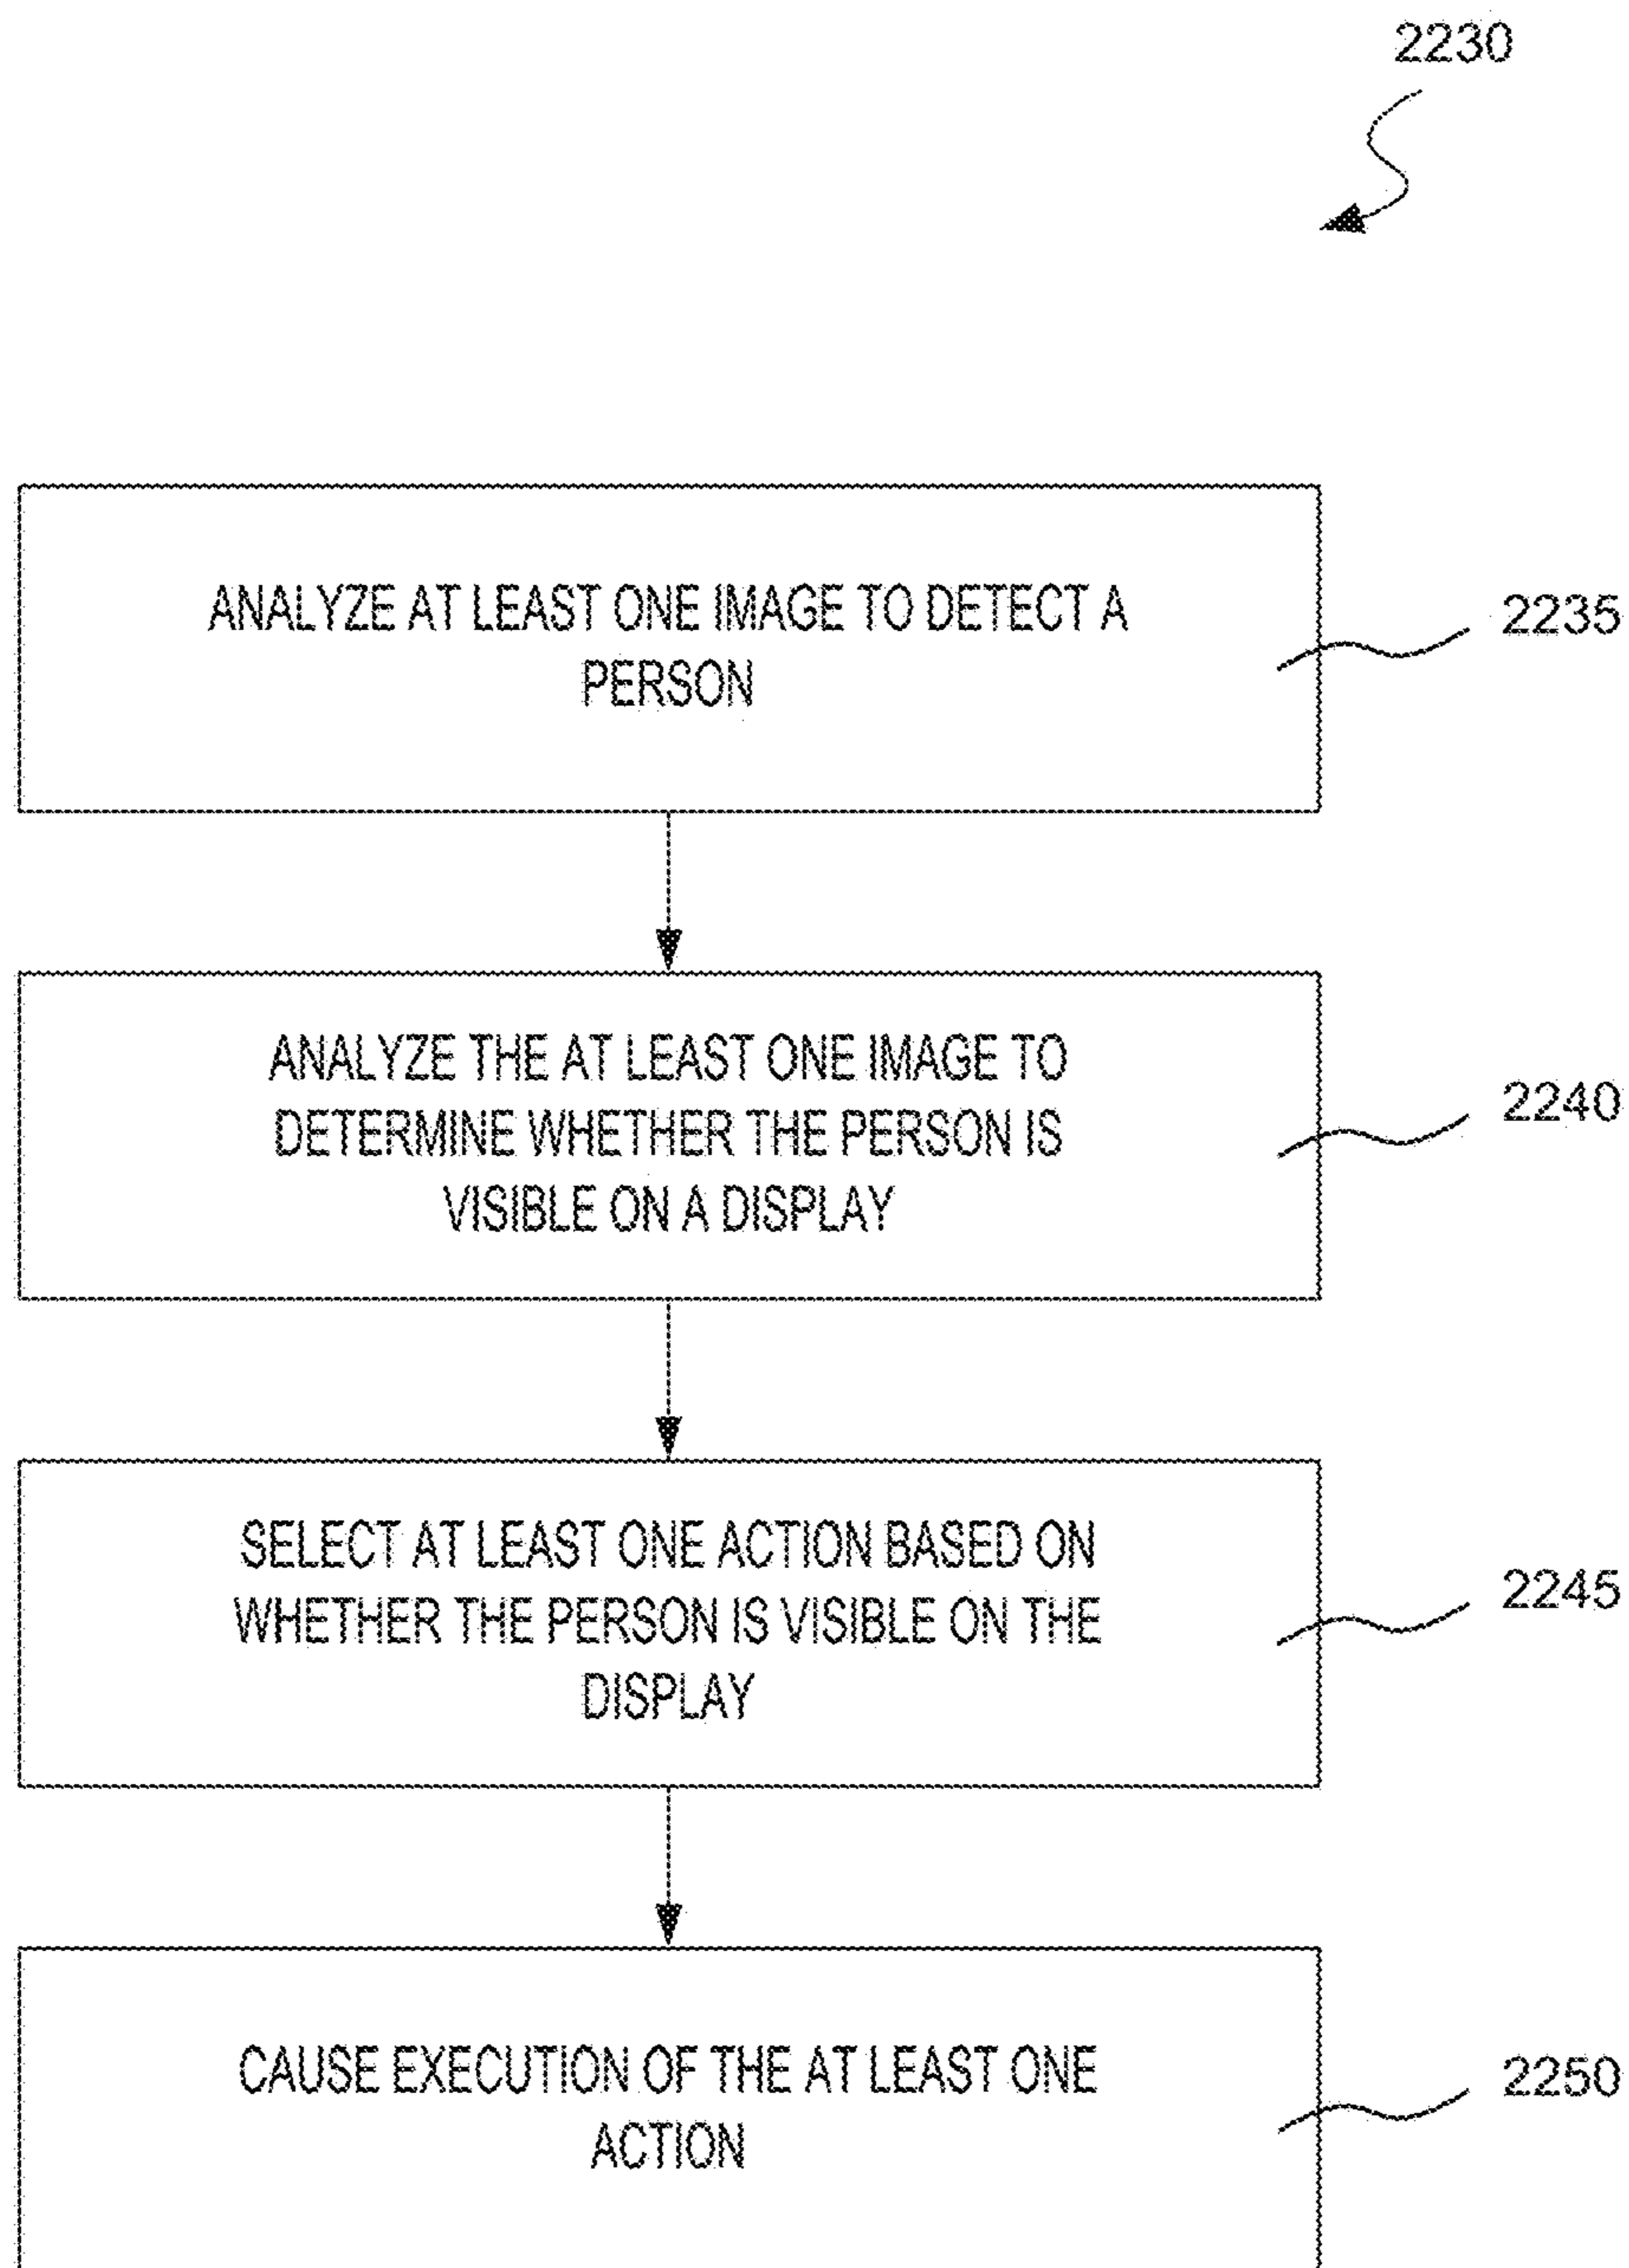 2230
ANALYZE AT LEAST ONE IMAGE TO DETECT A
PERSON
2235
ANALYZE THE AT LEAST ONE IMAGE TO
DETERMINE WHETHER THE PERSON IS
VISIBLE ON A DISPLAY
2240
SELECT AT LEAST ONE ACTION BASED ON
WHETHER THE PERSON IS VISIBLE ON THE
DISPLAY
2245
CAUSE EXECUTION OF THE AT LEAST ONE
ACTION
2250